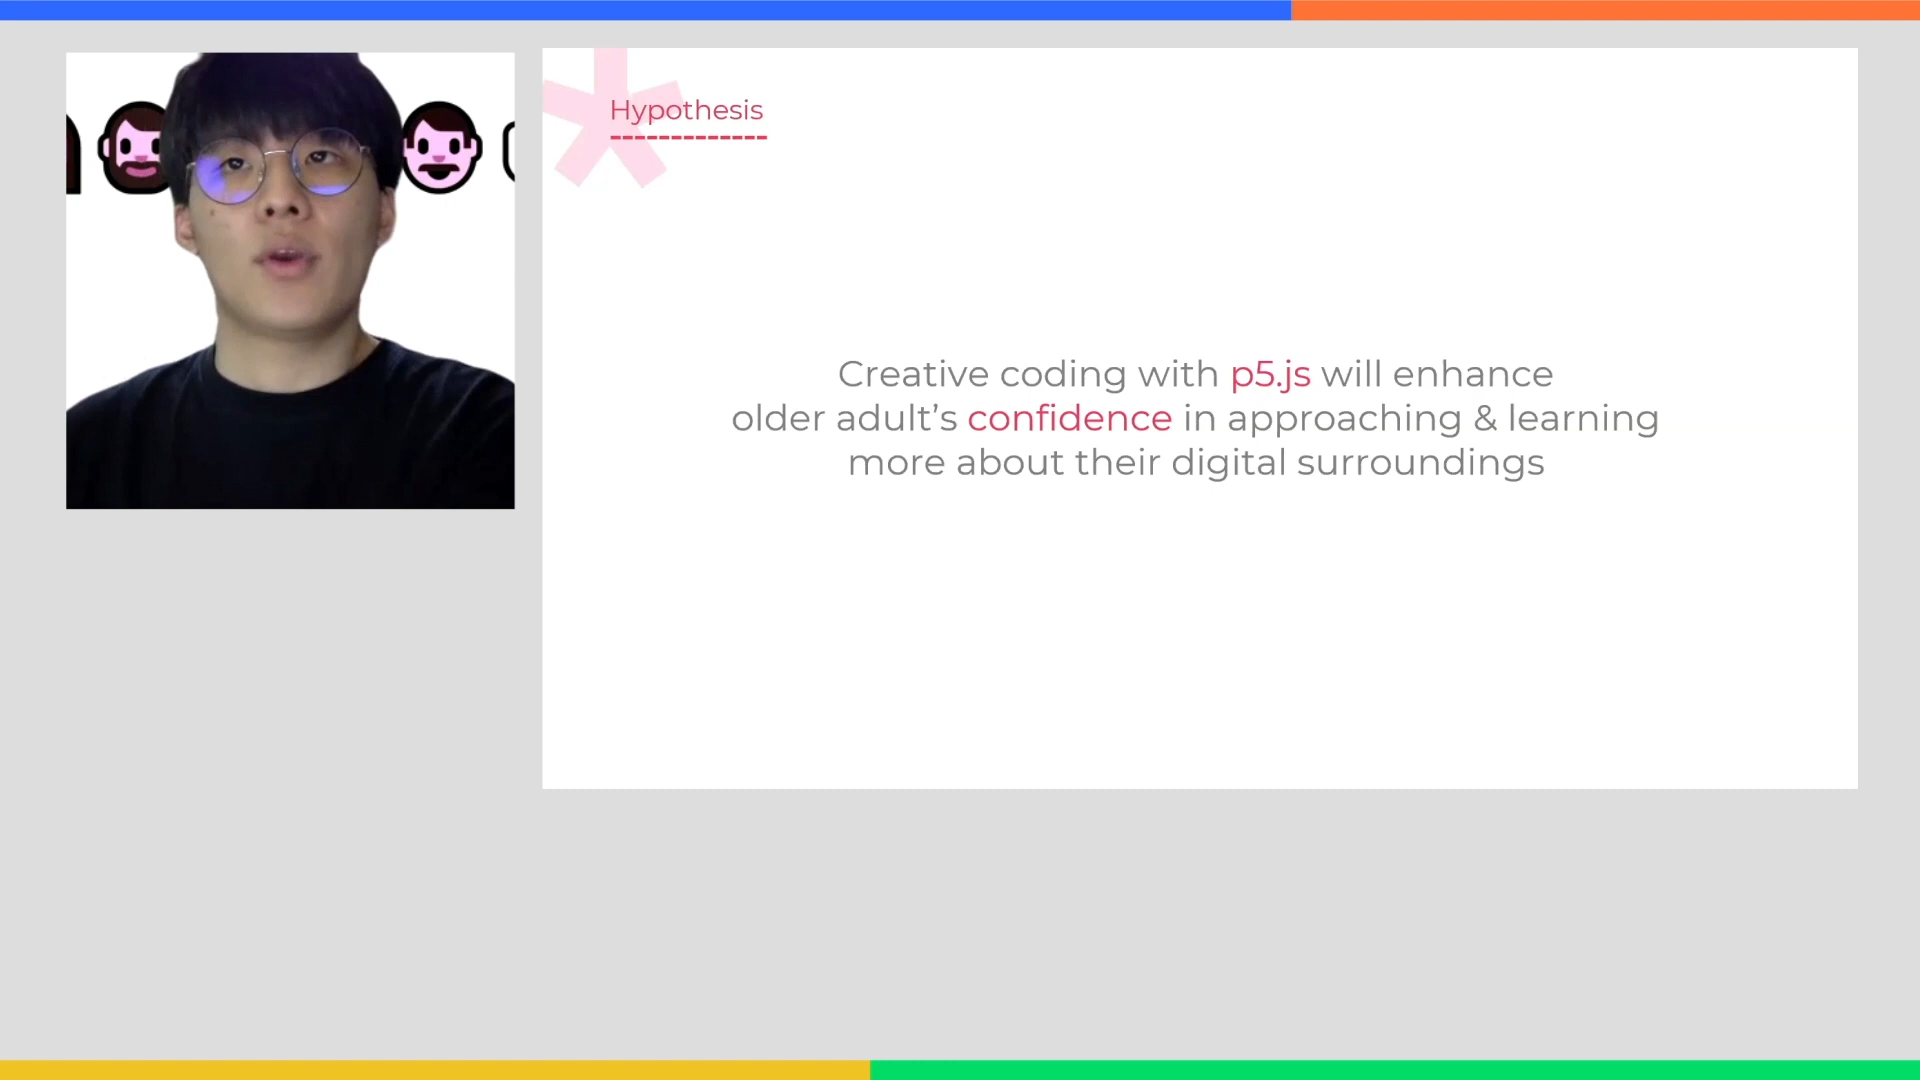 Hypothesis
Creative coding with p5.js will enhance
older adult’s confidence in approaching & learning
more about their digital surroundings